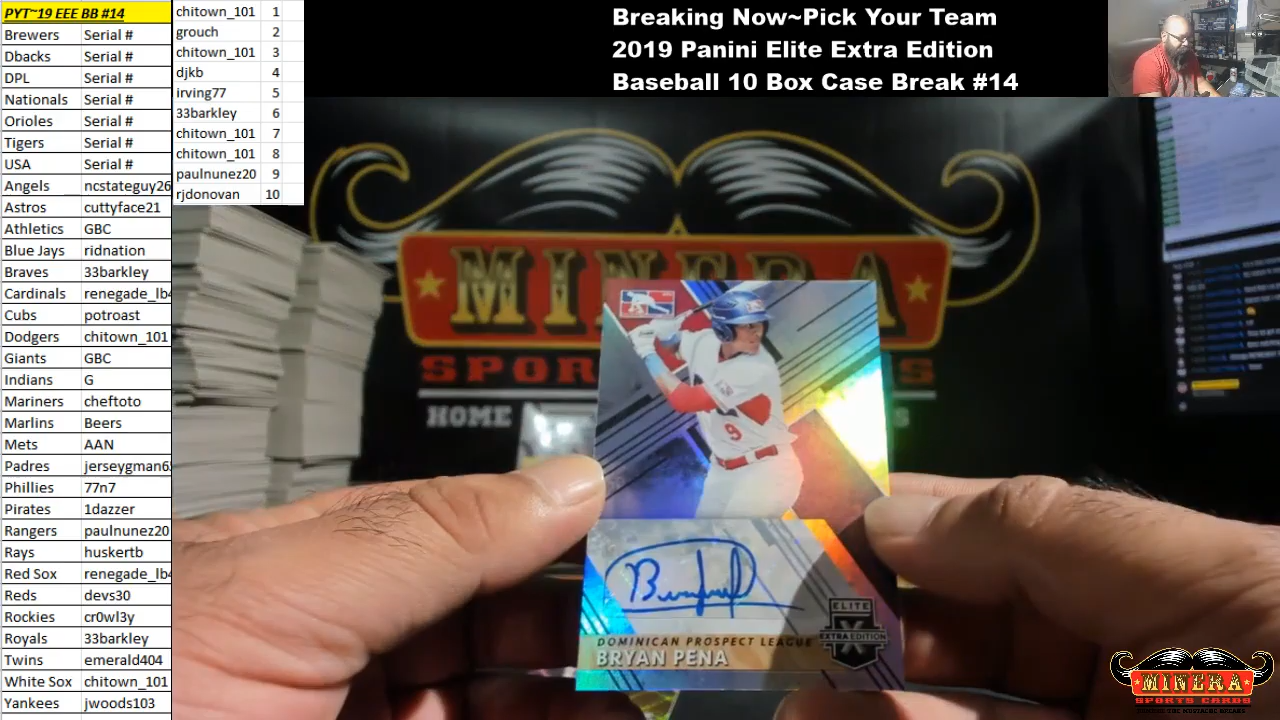 PYT~19 EEE BB #14
Brewers Serial #
Dbacks Serial #
DPL Serial #
Nationals Serial #
Orioles Serial #
Tigers Serial #
USA Serial #
Angels ncstateguy26
Astros cuttyface21
Athletics GBC
Blue Jays ridnation
Braves 33barkley
Cardinals renegade_lb4
Cubs potroast
Dodgers chitown_101
Giants GBC
Indians G
Mariners cheftoto
Marlins Beers
Mets AAN
Padres jerseygman6
Phillies 77n7
Pirates 1dazzer
Rangers paulnunez20
Rays huskertb
Red Sox renegade_lb4
Reds devs30
Rockies cr0wl3y
Royals 33barkley
Twins emerald404
White Sox chitown_101
Yankees jwoods103
chitown_101 1
grouch 2
chitown_101 3
djkb 4
irving77 5
33barkley 6
chitown_101 7
chitown_101 8
paulnunez20 9
rjdonovan 10
Breaking Now~Pick Your Team
2019 Panini Elite Extra Edition
Baseball 10 Box Case Break #14
MINERA
HOME
9
DOMINICAN PROSPECT LEAGUE
BRYAN PENA
ELITE
EXTRA EDITION
MINERA
SPORTS CARDS